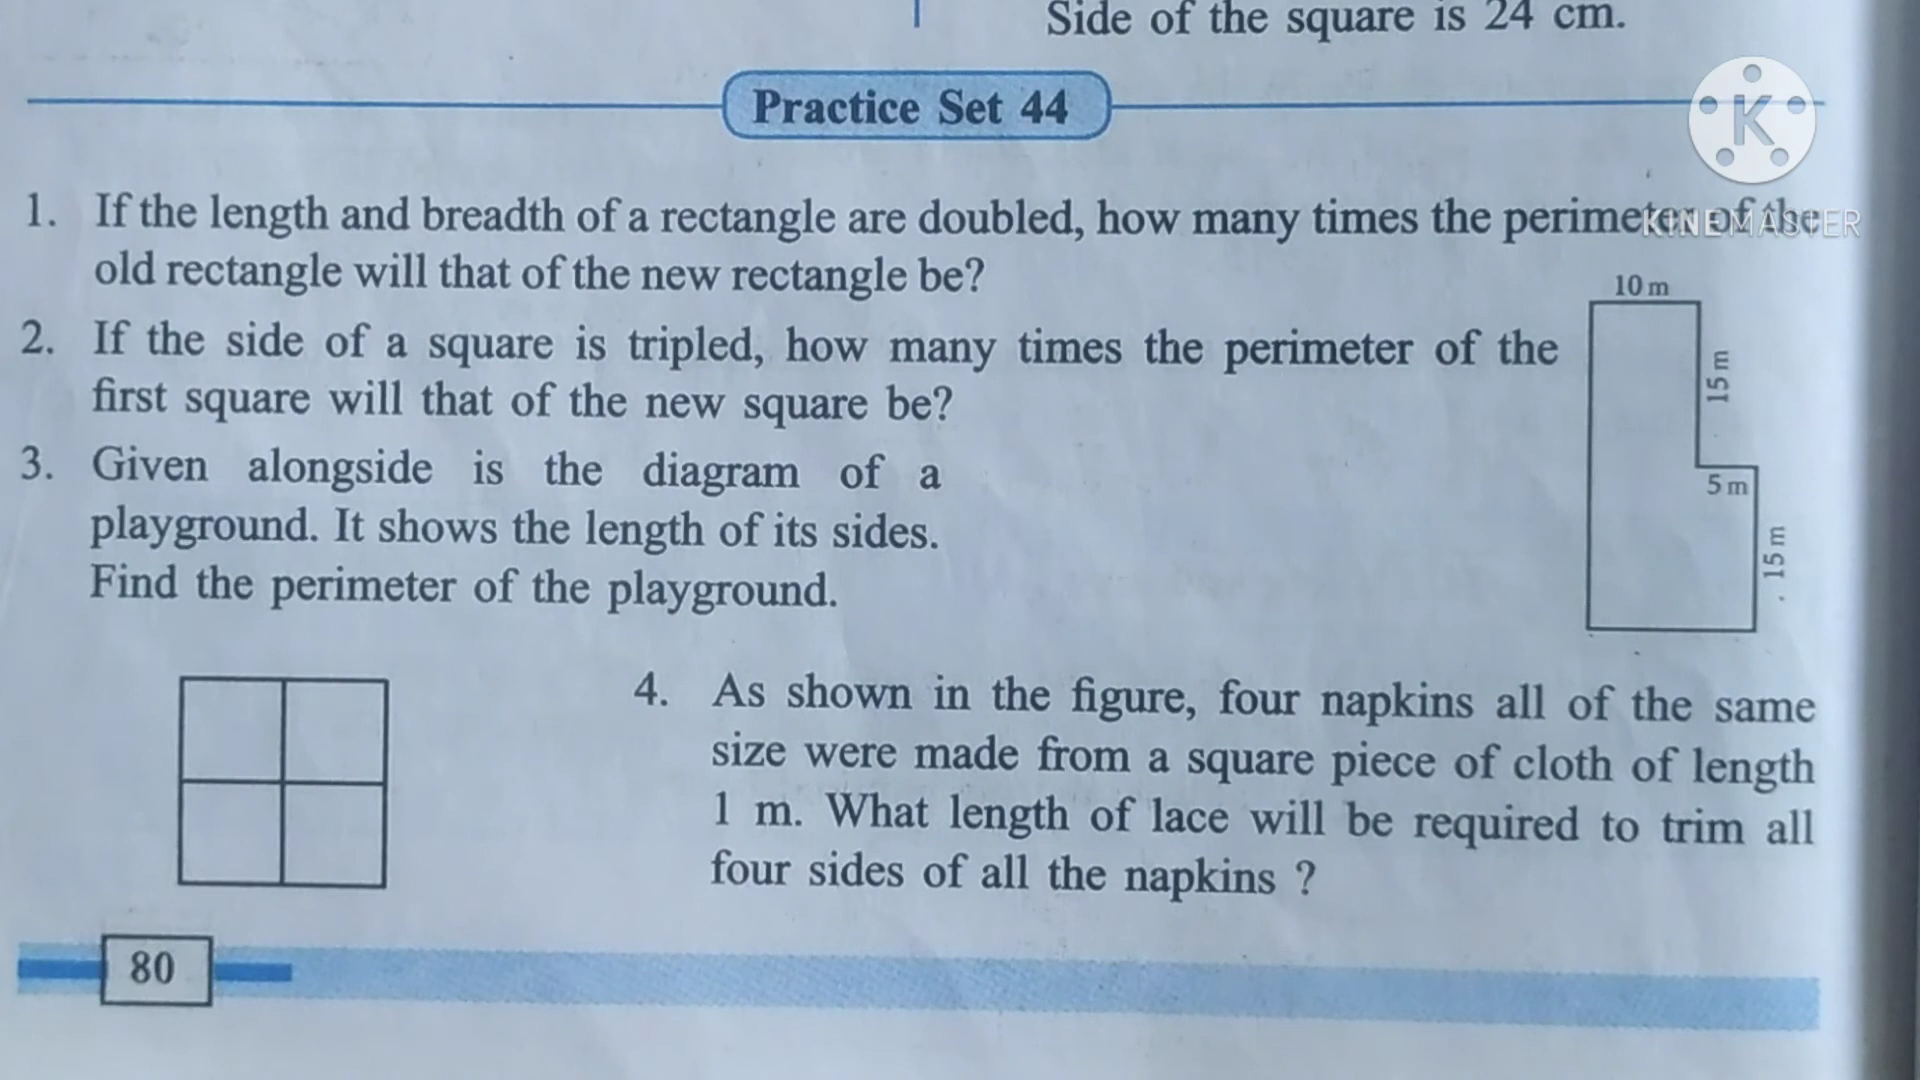 Side of the square is 24 cm.
Practice Set 44
K
KINEMASTER
1. If the length and breadth of a rectangle are doubled, how many times the perimeter of the
old rectangle will that of the new rectangle be?
2. If the side of a square is tripled, how many times the perimeter of the
first square will that of the new square be?
3. Given alongside is the diagram of a
playground. It shows the length of its sides.
Find the perimeter of the playground.
10 m
15 m
5 m
15 m
4. As shown in the figure, four napkins all of the same
size were made from a square piece of cloth of length
1 m. What length of lace will be required to trim all
four sides of all the napkins ?
80